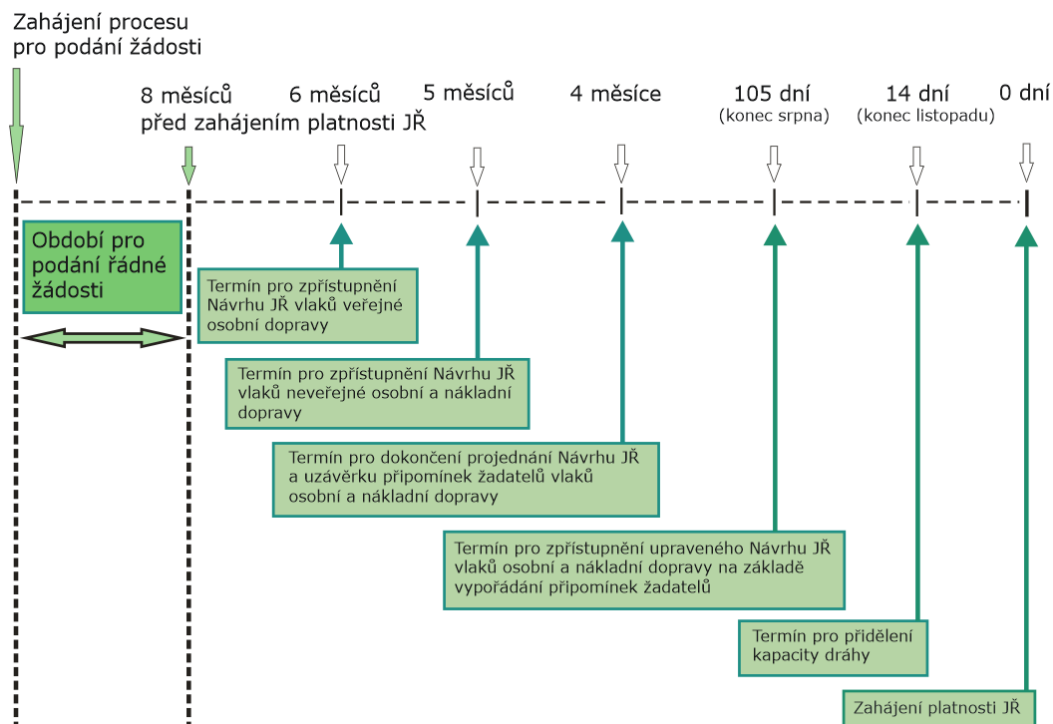 Zahájení procesu
pro podání žádosti
8 měsíců
před zahájením platnosti JŘ
6 měsíců
5 měsíců
4 měsíce
105 dní
(konec srpna)
14 dní
(konec listopadu)
0 dní
Období pro
podání řádné
žádosti
Termín pro zpřístupnění
Návrhu JŘ vlaků veřejné
osobní dopravy
Termín pro zpřístupnění Návrhu JŘ
vlaků neveřejné osobní a nákladní
dopravy
Termín pro dokončení projednání Návrhu JŘ
a uzávěrku připomínek žadatelů vlaků
osobní a nákladní dopravy
Termín pro zpřístupnění upraveného Návrhu JŘ
vlaků osobní a nákladní dopravy na základě
vypořádání připomínek žadatelů
Termín pro přidělení
kapacity dráhy
Zahájení platnosti JŘ